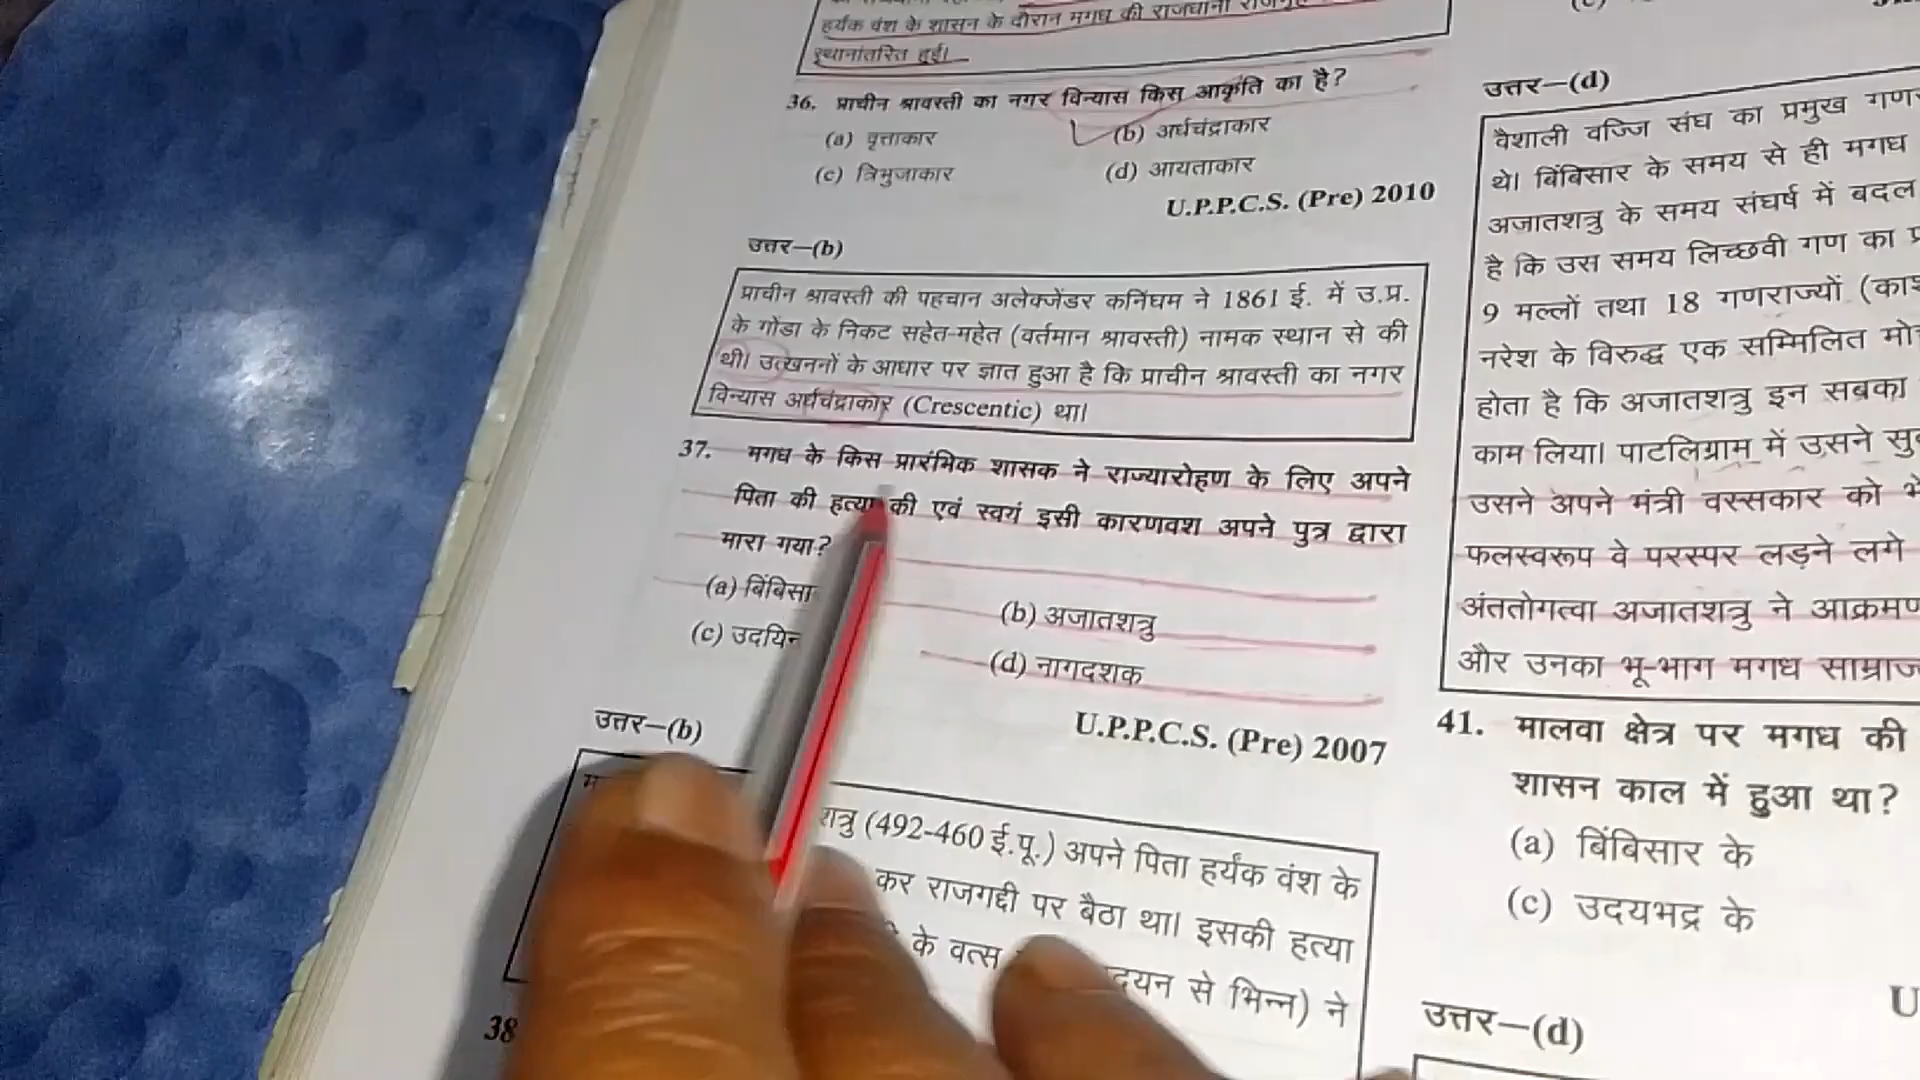 हर्यंक वंश के शासन के दौरान मगध की राजधानी
स्थानांतरित हुई।
36. प्राचीन श्रावस्ती का नगर विन्यास किस आकृति का है?
(a) वृत्ताकार
(b) अर्धचंद्राकार
(c) त्रिभुजाकार
(d) आयताकार
U.P.P.C.S. (Pre) 2010
उत्तर—(b)
प्राचीन श्रावस्ती की पहचान अलेक्जेंडर कनिंघम ने 1861 ई. में उ.प्र.
के गोंडा के निकट सहेत-महेत (वर्तमान श्रावस्ती) नामक स्थान से की
थी। उत्खननों के आधार पर ज्ञात हुआ है कि प्राचीन श्रावस्ती का नगर
विन्यास अर्धचंद्राकार (Crescentic) था।
37. मगध के किस प्रारंभिक शासक ने राज्यारोहण के लिए अपने
पिता की हत्या की एवं स्वयं इसी कारणवश अपने पुत्र द्वारा
मारा गया?
(a) बिंबिसा
(b) अजातशत्रु
(c) उदयिन
(d) नागदशक
U.P.P.C.S. (Pre) 2007
उत्तर—(b)
(492-460 ई.पू.) अपने पिता हर्यंक वंश के
कर राजगद्दी पर बैठा था। इसकी हत्या
के वत्स
से भिन्न) ने
38
उत्तर—(d)
वैशाली वज्जि संघ का प्रमुख
थे। बिंबिसार के समय से ही मगध
अजातशत्रु के समय संघर्ष में बदल
है कि उस समय लिच्छवी गण का
9 मल्लों तथा 18 गणराज्यों
नरेश के विरुद्ध एक सम्मिलित
होता है कि अजातशत्रु इन सबका
काम लिया। पाटलिग्राम में उसने
उसने अपने मंत्री वस्सकार को
फलस्वरूप वे परस्पर लड़ने लगे
अंततोगत्वा अजातशत्रु ने आक्रमण
और उनका भू-भाग मगध
41. मालवा क्षेत्र पर मगध की
शासन काल में हुआ था?
(a) बिंबिसार के
(c) उदयभद्र के
U
उत्तर—(d)